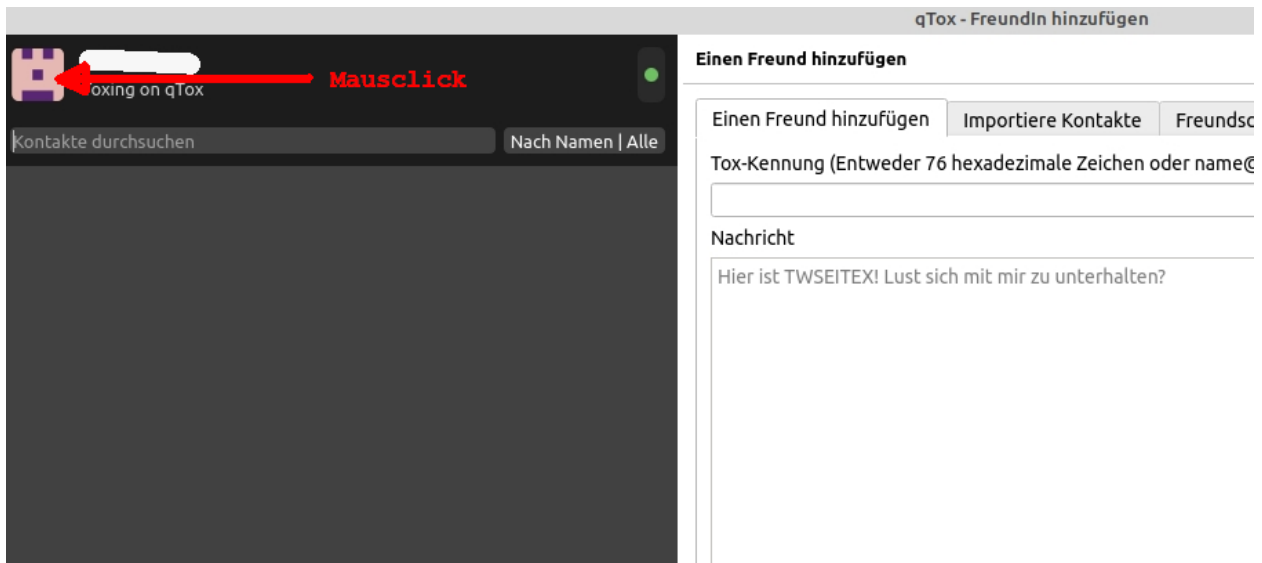 qTox - FreundIn hinzufügen
Mausclick
oxing on qTox
Kontakte durchsuchen
Nach Namen | Alle
Einen Freund hinzufügen
Einen Freund hinzufügen
Importiere Kontakte
Freundsc
Tox-Kennung (Entweder 76 hexadezimale Zeichen oder name@
Nachricht
Hier ist TWSEITEX! Lust sich mit mir zu unterhalten?